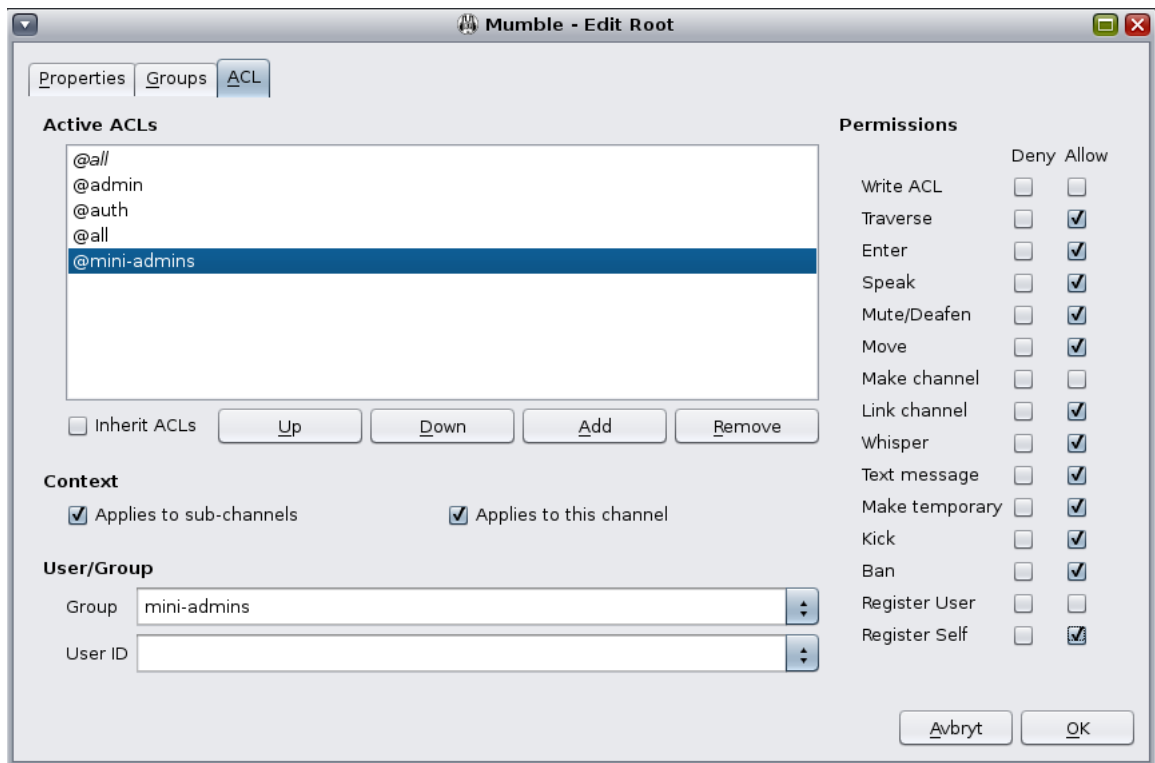 Mumble - Edit Root
Properties Groups ACL
Active ACLs
@all
@admin
@auth
@all
@mini-admins
Inherit ACLs Up Down Add Remove
Context
Applies to sub-channels Applies to this channel
User/Group
Group mini-admins
User ID
Permissions
Deny Allow
Write ACL
Traverse
Enter
Speak
Mute/Deafen
Move
Make channel
Link channel
Whisper
Text message
Make temporary
Kick
Ban
Register User
Register Self
Avbryt OK